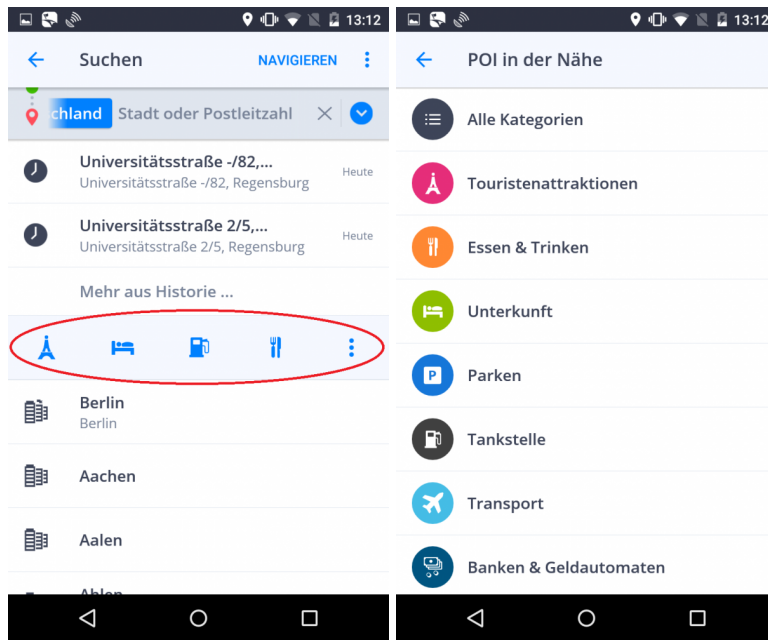 13:12
Suchen
NAVIGIEREN
chland
Stadt oder Postleitzahl
Universitätsstraße -/82,...
Universitätsstraße -/82, Regensburg
Heute
Universitätsstraße 2/5,...
Universitätsstraße 2/5, Regensburg
Heute
Mehr aus Historie ...
Berlin
Berlin
Aachen
Aalen
Ahlen
13:12
POI in der Nähe
Alle Kategorien
Touristenattraktionen
Essen & Trinken
Unterkunft
P
Parken
Tankstelle
Transport
Banken & Geldautomaten